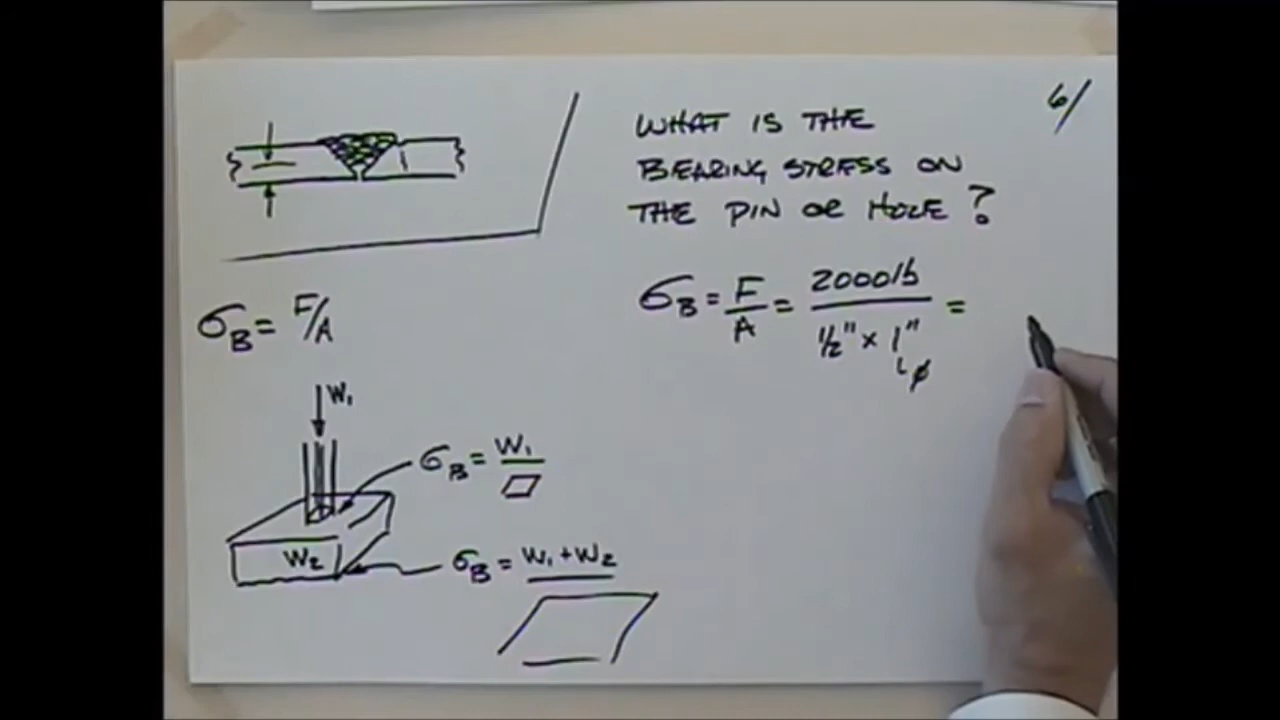 6/
WHAT IS THE
BEARING STRESS ON
THE PIN OR HOLE?
σB = F/A = 2000lb / ½" × 1" =
↳ ϕ
σB = F/A
W₁
σB = W₁ / ▱
W₂
σB = W₁ + W₂ / ▱